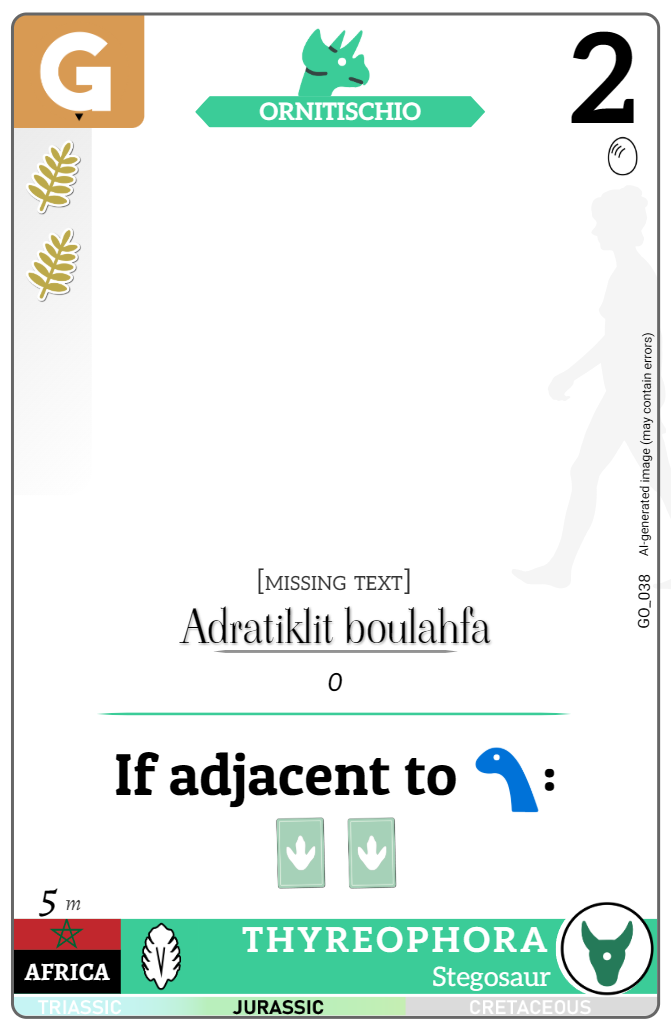 G
ORNITISCHIO
2
AI-generated image (may contain errors)
GO_038
[MISSING TEXT]
Adratiklit boulahfa
0
If adjacent to :
5 m
AFRICA
THYREOPHORA
Stegosaur
TRIASSIC
JURASSIC
CRETACEOUS